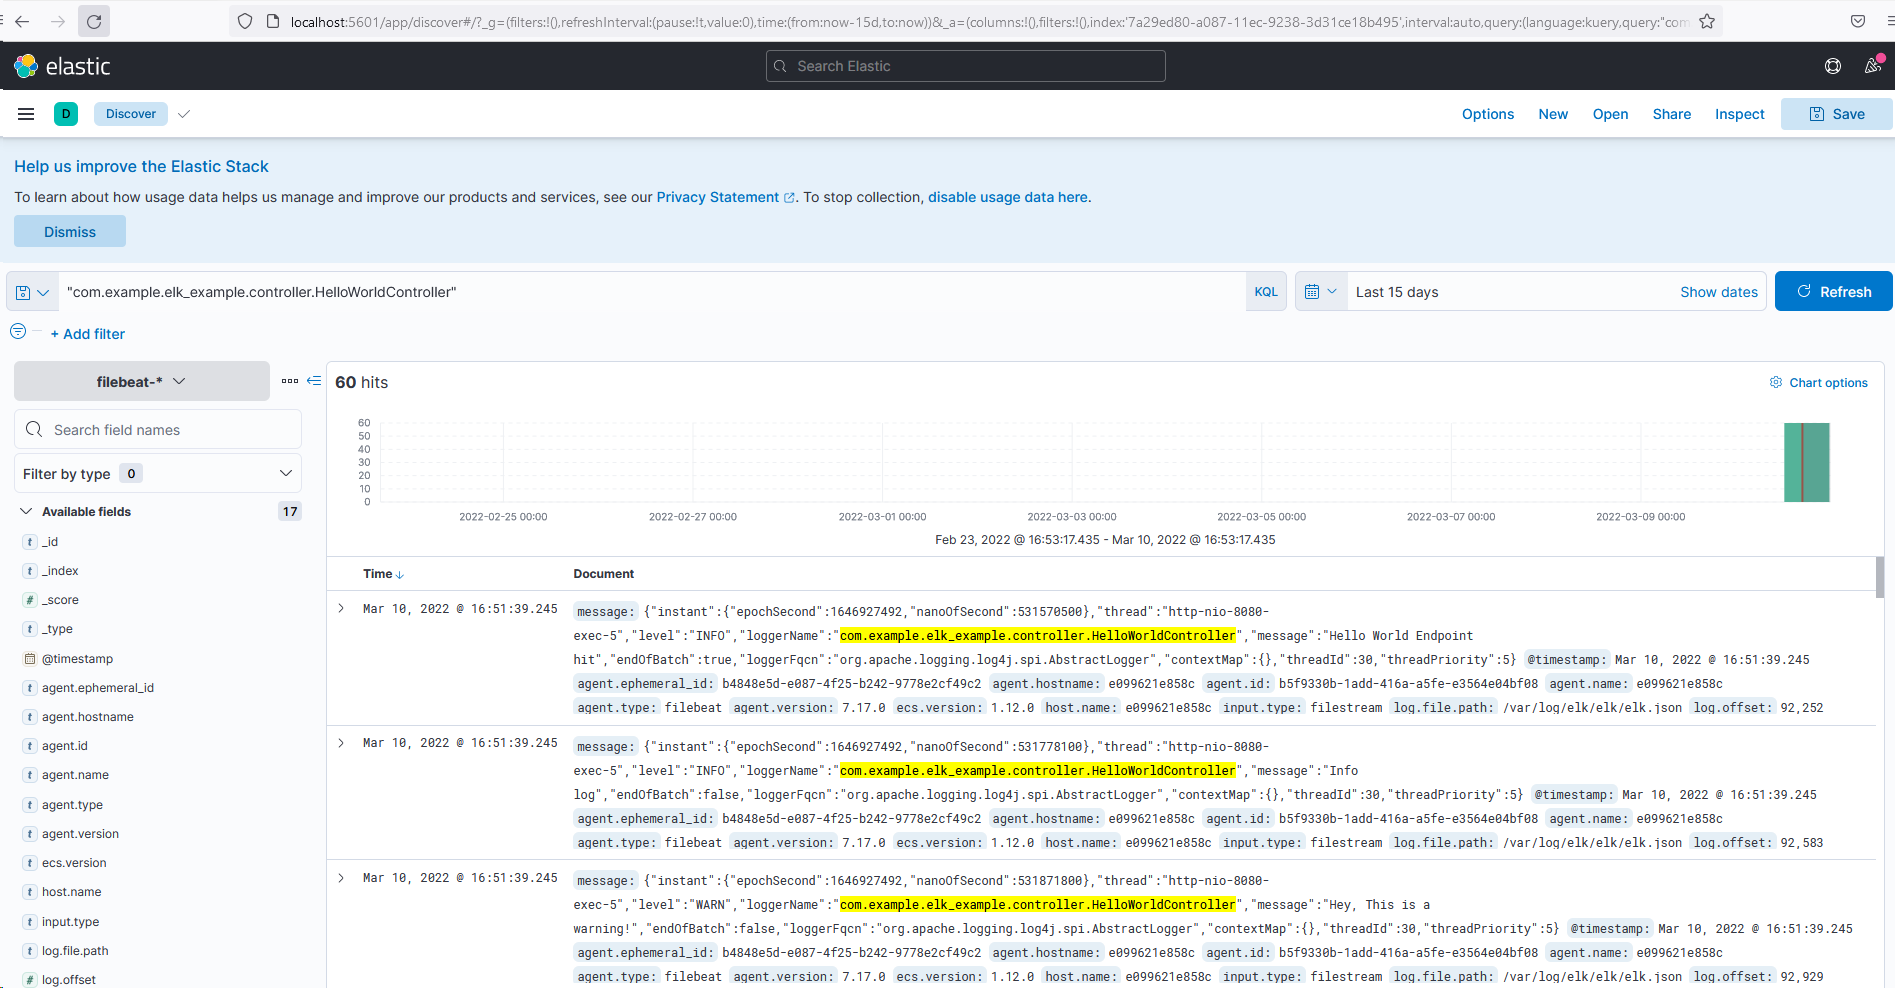 localhost:5601/app/discover#/?_g=(filters:!(),refreshInterval:(pause:!t,value:0),time:(from:now-15d,to:now))&_a=(columns:!(),filters:!(),index:'7a29ed80-a087-11ec-9238-3d31ce18b495',interval:auto,query:(language:kuery,query:"com
elastic
Search Elastic
D
Discover
Options
New
Open
Share
Inspect
Save
Help us improve the Elastic Stack
To learn about how usage data helps us manage and improve our products and services, see our Privacy Statement. To stop collection, disable usage data here.
Dismiss
"com.example.elk_example.controller.HelloWorldController"
KQL
Last 15 days
Show dates
Refresh
+ Add filter
filebeat-*
60 hits
Chart options
Search field names
Filter by type 0
Available fields 17
_id
_index
_score
_type
@timestamp
agent.ephemeral_id
agent.hostname
agent.id
agent.name
agent.type
agent.version
ecs.version
host.name
input.type
log.file.path
log.offset
60
50
40
30
20
10
0
2022-02-25 00:00
2022-02-27 00:00
2022-03-01 00:00
2022-03-03 00:00
2022-03-05 00:00
2022-03-07 00:00
2022-03-09 00:00
Feb 23, 2022 @ 16:53:17.435 - Mar 10, 2022 @ 16:53:17.435
Time
Document
Mar 10, 2022 @ 16:51:39.245
message: {"instant":{"epochSecond":1646927492,"nanoOfSecond":531570500},"thread":"http-nio-8080-
exec-5","level":"INFO","loggerName":"com.example.elk_example.controller.HelloWorldController","message":"Hello World Endpoint
hit","endOfBatch":true,"loggerFqcn":"org.apache.logging.log4j.spi.AbstractLogger","contextMap":{},"threadId":30,"threadPriority":5} @timestamp: Mar 10, 2022 @ 16:51:39.245
agent.ephemeral_id: b4848e5d-e087-4f25-b242-9778e2cf49c2 agent.hostname: e099621e858c agent.id: b5f9330b-1add-416a-a5fe-e3564e04bf08 agent.name: e099621e858c
agent.type: filebeat agent.version: 7.17.0 ecs.version: 1.12.0 host.name: e099621e858c input.type: filestream log.file.path: /var/log/elk/elk/elk.json log.offset: 92,252
Mar 10, 2022 @ 16:51:39.245
message: {"instant":{"epochSecond":1646927492,"nanoOfSecond":531778100},"thread":"http-nio-8080-
exec-5","level":"INFO","loggerName":"com.example.elk_example.controller.HelloWorldController","message":"Info
log","endOfBatch":false,"loggerFqcn":"org.apache.logging.log4j.spi.AbstractLogger","contextMap":{},"threadId":30,"threadPriority":5} @timestamp: Mar 10, 2022 @ 16:51:39.245
agent.ephemeral_id: b4848e5d-e087-4f25-b242-9778e2cf49c2 agent.hostname: e099621e858c agent.id: b5f9330b-1add-416a-a5fe-e3564e04bf08 agent.name: e099621e858c
agent.type: filebeat agent.version: 7.17.0 ecs.version: 1.12.0 host.name: e099621e858c input.type: filestream log.file.path: /var/log/elk/elk/elk.json log.offset: 92,583
Mar 10, 2022 @ 16:51:39.245
message: {"instant":{"epochSecond":1646927492,"nanoOfSecond":531871800},"thread":"http-nio-8080-
exec-5","level":"WARN","loggerName":"com.example.elk_example.controller.HelloWorldController","message":"Hey, This is a
warning!","endOfBatch":false,"loggerFqcn":"org.apache.logging.log4j.spi.AbstractLogger","contextMap":{},"threadId":30,"threadPriority":5} @timestamp: Mar 10, 2022 @ 16:51:39.245
agent.ephemeral_id: b4848e5d-e087-4f25-b242-9778e2cf49c2 agent.hostname: e099621e858c agent.id: b5f9330b-1add-416a-a5fe-e3564e04bf08 agent.name: e099621e858c
agent.type: filebeat agent.version: 7.17.0 ecs.version: 1.12.0 host.name: e099621e858c input.type: filestream log.file.path: /var/log/elk/elk/elk.json log.offset: 92,929